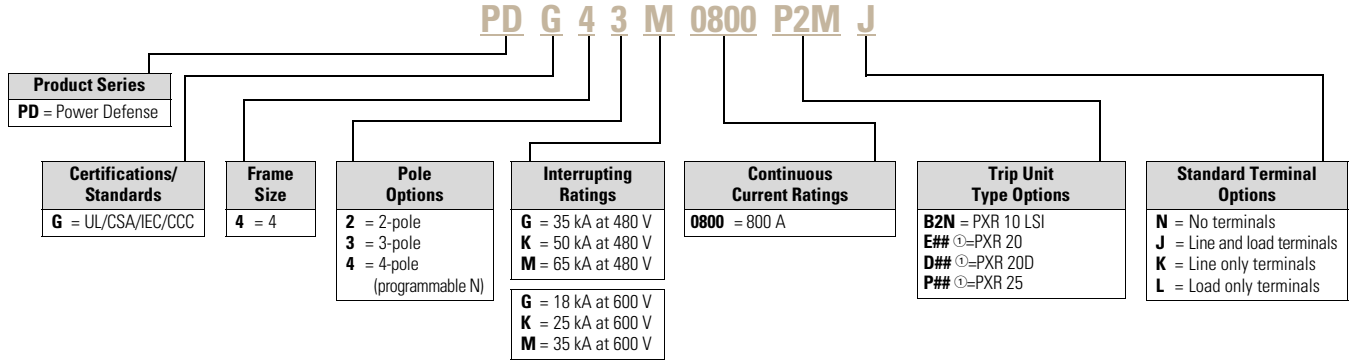 PD G 4 3 M 0800 P2M J
Product Series
PD = Power Defense
Certifications/
Standards
G = UL/CSA/IEC/CCC
Frame
Size
4 = 4
Pole
Options
2 = 2-pole
3 = 3-pole
4 = 4-pole
(programmable N)
Interrupting
Ratings
G = 35 kA at 480 V
K = 50 kA at 480 V
M = 65 kA at 480 V
G = 18 kA at 600 V
K = 25 kA at 600 V
M = 35 kA at 600 V
Continuous
Current Ratings
0800 = 800 A
Trip Unit
Type Options
B2N = PXR 10 LSI
E## ①=PXR 20
D## ①=PXR 20D
P## ①=PXR 25
Standard Terminal
Options
N = No terminals
J = Line and load terminals
K = Line only terminals
L = Load only terminals